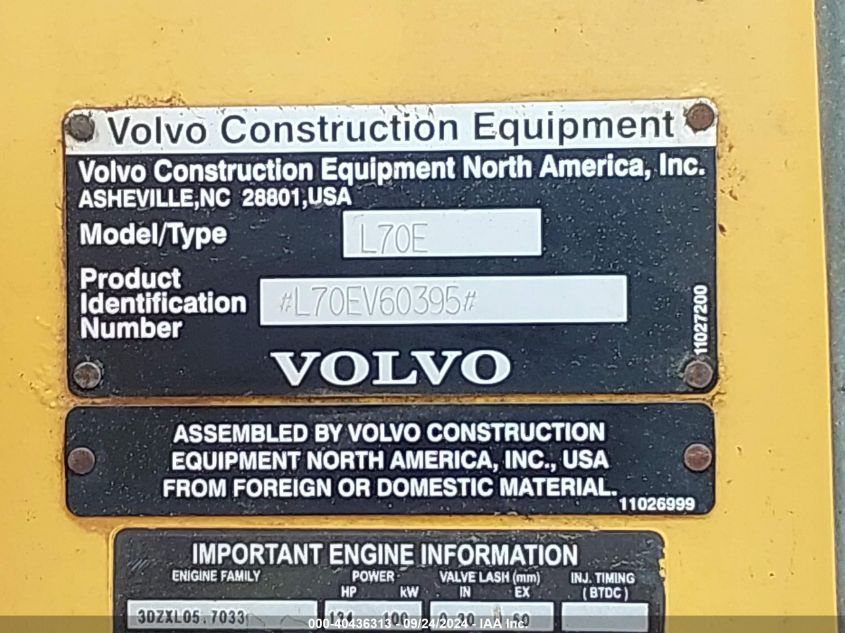 Volvo Construction Equipment
Volvo Construction Equipment North America, Inc.
ASHEVILLE,NC 28801,USA
Model/Type L70E
Product
Identification
Number
#L70EV60395#
11027200
VOLVO
ASSEMBLED BY VOLVO CONSTRUCTION
EQUIPMENT NORTH AMERICA, INC., USA
FROM FOREIGN OR DOMESTIC MATERIAL.
11026999
IMPORTANT ENGINE INFORMATION
ENIGINE FAMILY POWER VALVE LASH (mm) INJ. TIMING
HP kW IN EX (BTDC)
3DZXL05.7033 100
000-40436313 - 09/24/2024 - IAA Inc.